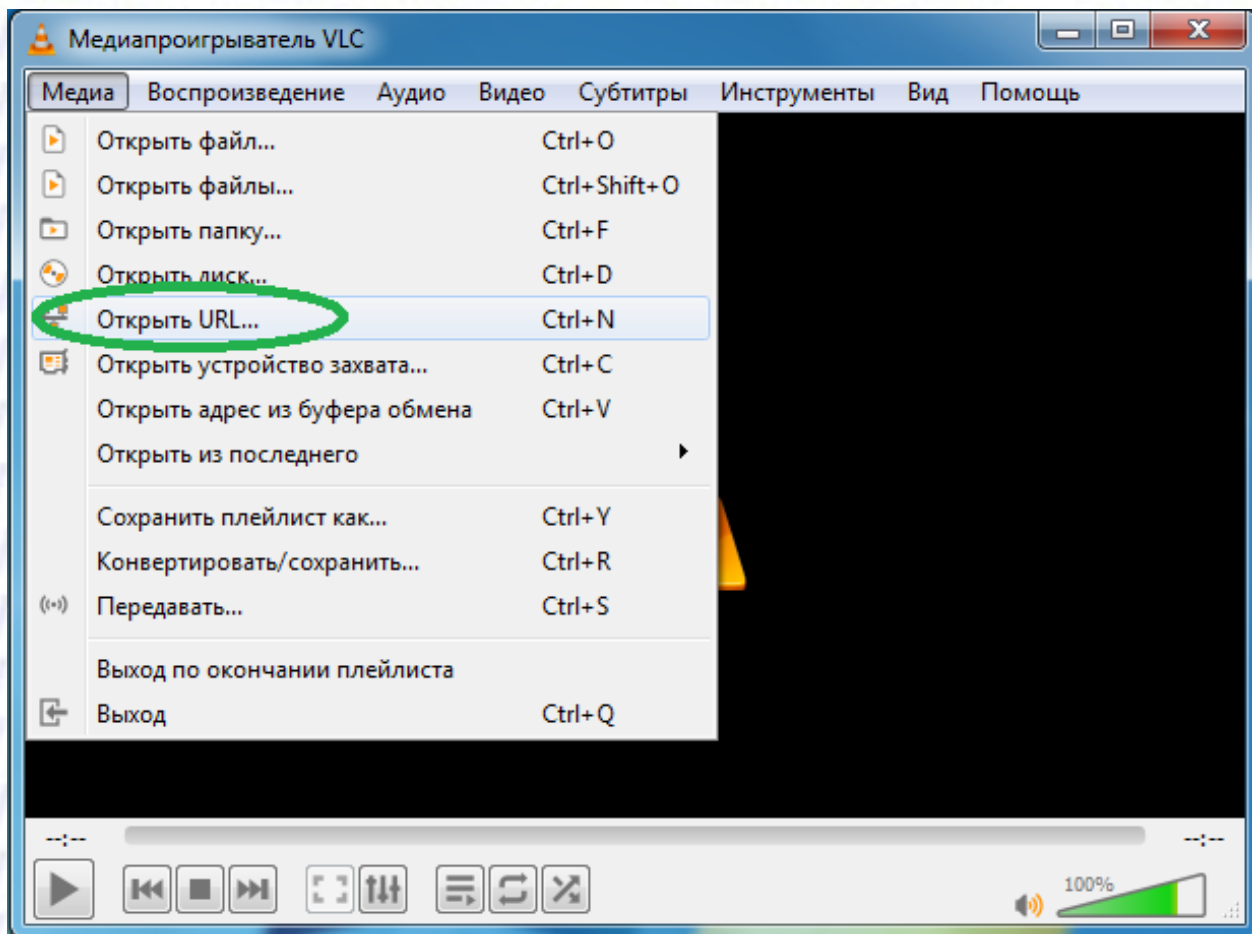 Медиапроигрыватель VLC
Медиа Воспроизведение Аудио Видео Субтитры Инструменты Вид Помощь
Открыть файл... Ctrl+O
Открыть файлы... Ctrl+Shift+O
Открыть папку... Ctrl+F
Открыть диск... Ctrl+D
Открыть URL... Ctrl+N
Открыть устройство захвата... Ctrl+C
Открыть адрес из буфера обмена Ctrl+V
Открыть из последнего
Сохранить плейлист как... Ctrl+Y
Конвертировать/сохранить... Ctrl+R
Передавать... Ctrl+S
Выход по окончании плейлиста
Выход Ctrl+Q
--:-- --:--
100%